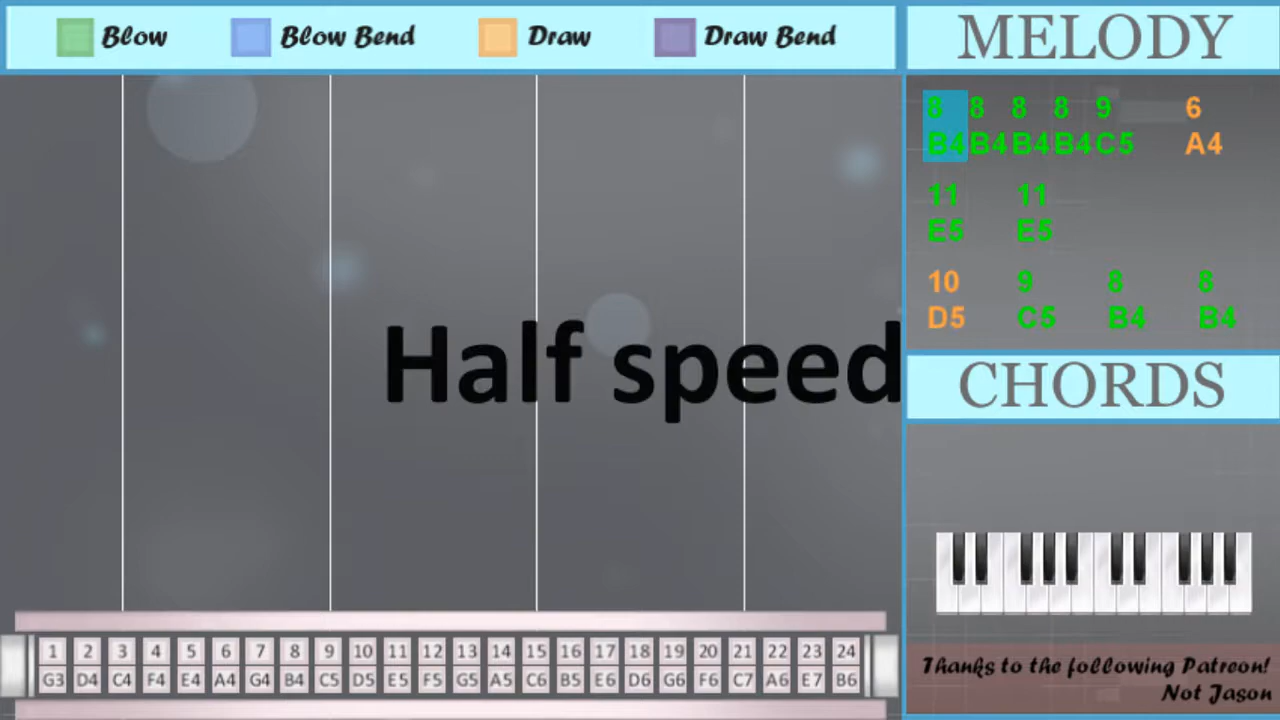 Blow Blow Bend Draw Draw Bend
MELODY
8 8 8 8 9 6
B4 B4 B4 B4 C5 A4
11 11
E5 E5
10 9 8 8
D5 C5 B4 B4
Half speed
CHORDS
1 2 3 4 5 6 7 8 9 10 11 12 13 14 15 16 17 18 19 20 21 22 23 24
G3 D4 C4 F4 E4 A4 G4 B4 C5 D5 E5 F5 G5 A5 C6 B5 E6 D6 G6 F6 C7 A6 E7 B6
Thanks to the following Patreon!
Not Jason